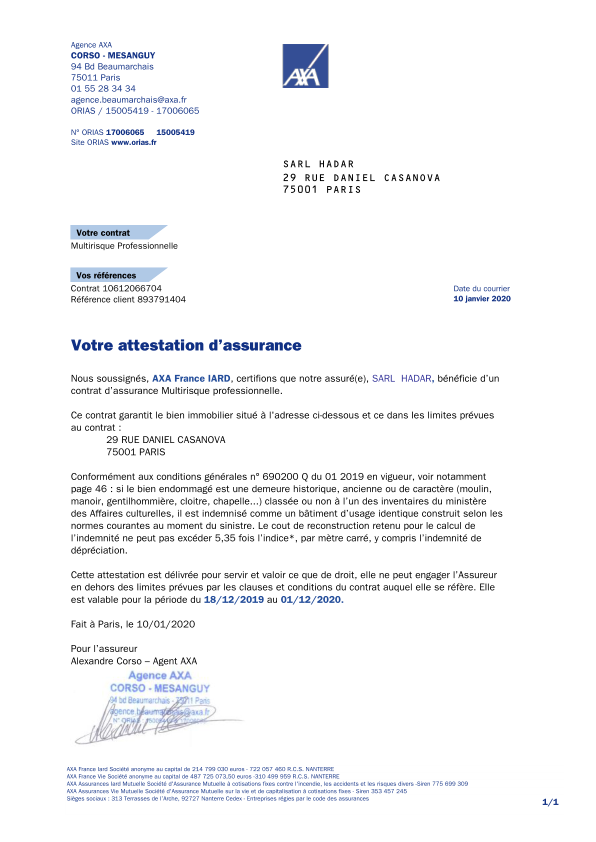 Agence AXA
CORSO - MESANGUY
94 Bd Beaumarchais
75011 Paris
01 55 28 34 34
agence.beaumarchais@axa.fr
ORIAS / 15005419 - 17006065
N° ORIAS 17006065 15005419
Site ORIAS www.orias.fr
AXA
SARL HADAR
29 RUE DANIEL CASANOVA
75001 PARIS
Votre contrat
Multirisque Professionnelle
Vos références
Contrat 10612066704
Référence client 893791404
Date du courrier
10 janvier 2020
Votre attestation d’assurance
Nous soussignés, AXA France IARD, certifions que notre assuré(e), SARL HADAR, bénéficie d’un
contrat d’assurance Multirisque professionnelle.
Ce contrat garantit le bien immobilier situé à l’adresse ci-dessous et ce dans les limites prévues
au contrat :
29 RUE DANIEL CASANOVA
75001 PARIS
Conformément aux conditions générales n° 690200 Q du 01 2019 en vigueur, voir notamment
page 46 : si le bien endommagé est une demeure historique, ancienne ou de caractère (moulin,
manoir, gentilhommière, cloitre, chapelle...) classée ou non à l’un des inventaires du ministère
des Affaires culturelles, il est indemnisé comme un bâtiment d’usage identique construit selon les
normes courantes au moment du sinistre. Le cout de reconstruction retenu pour le calcul de
l’indemnité ne peut pas excéder 5,35 fois l’indice*, par mètre carré, y compris l’indemnité de
dépréciation.
Cette attestation est délivrée pour servir et valoir ce que de droit, elle ne peut engager l’Assureur
en dehors des limites prévues par les clauses et conditions du contrat auquel elle se réfère. Elle
est valable pour la période du 18/12/2019 au 01/12/2020.
Fait à Paris, le 10/01/2020
Pour l’assureur
Alexandre Corso – Agent AXA
Agence AXA
CORSO - MESANGUY
94 bd Beaumarchais - 75011 Paris
agence.beaumarchais@axa.fr
N° ORIAS
AXA France Iard Société anonyme au capital de 214 799 030 euros - 722 057 460 R.C.S. NANTERRE
AXA France Vie Société anonyme au capital de 487 725 073,50 euros -310 499 959 R.C.S. NANTERRE
AXA Assurances Iard Mutuelle Société d’Assurance Mutuelle à cotisations fixes contre l’incendie, les accidents et les risques divers -Siren 775 699 309
AXA Assurances Vie Mutuelle Société d’Assurance Mutuelle sur la vie et de capitalisation à cotisations fixes - Siren 353 457 245
Sièges sociaux : 313 Terrasses de l’Arche, 92727 Nanterre Cedex - Entreprises régies par le code des assurances
1/1